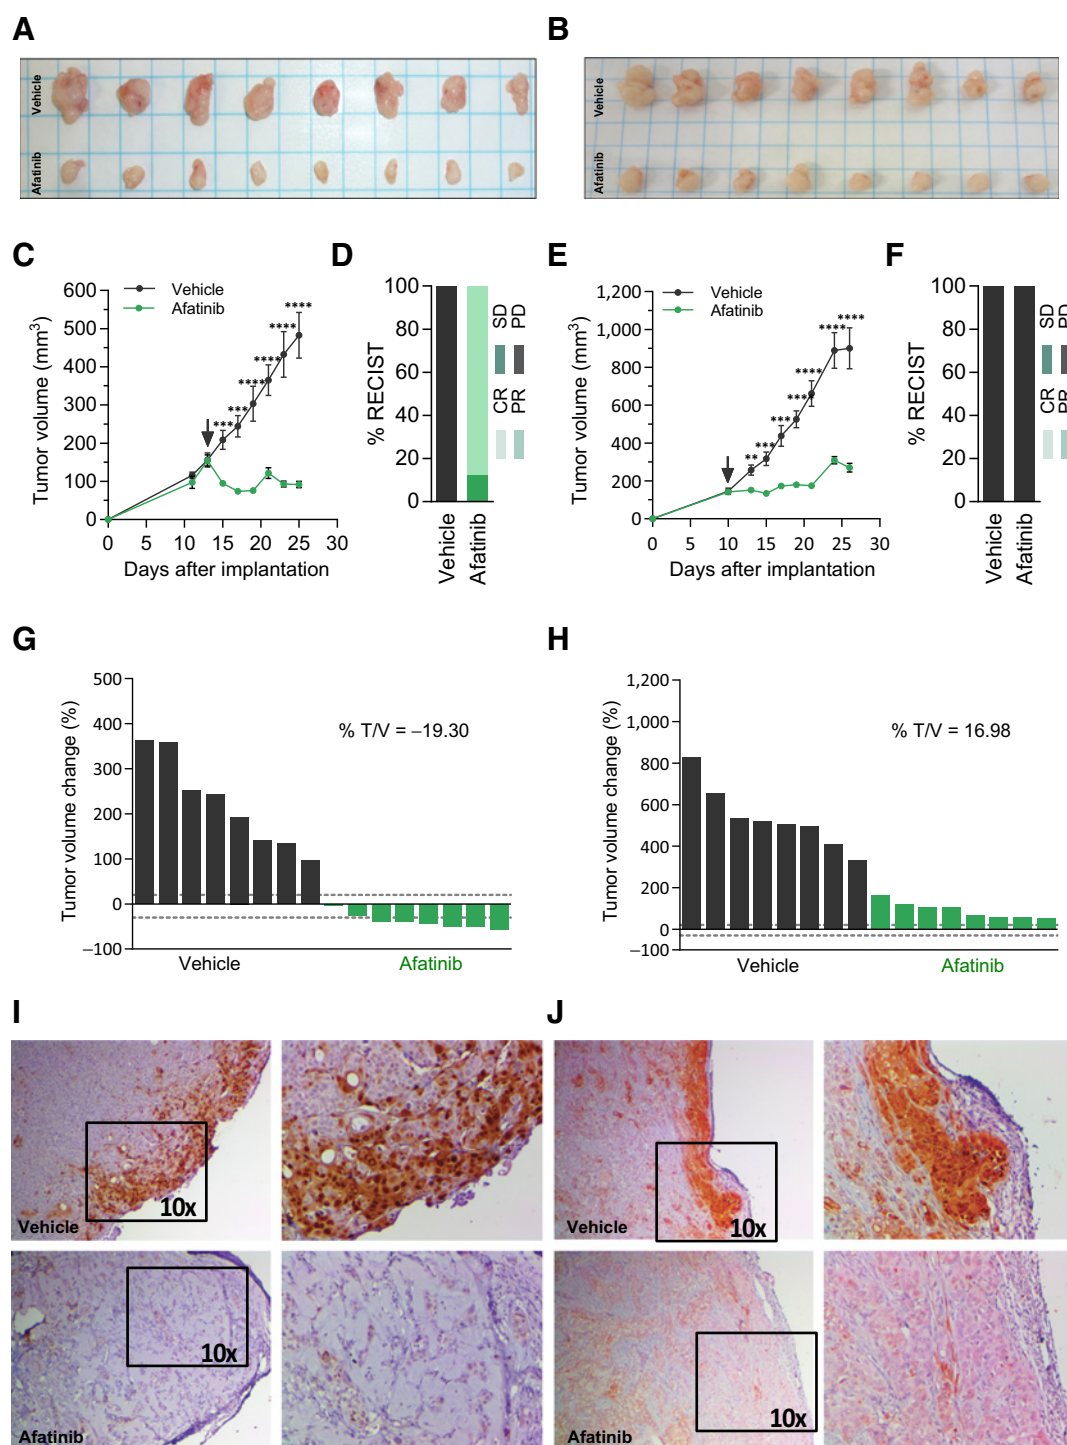 A
B
Vehicle
Afatinib
Vehicle
Afatinib
C
D
E
F
Vehicle
Afatinib
Tumor volume (mm³)
600
500
400
300
200
100
0
*** *** **** **** **** ****
0 5 10 15 20 25 30
Days after implantation
% RECIST
100
80
60
40
20
0
Vehicle
Afatinib
CR SD
PR PD
Vehicle
Afatinib
Tumor volume (mm³)
1,200
1,000
800
600
400
200
0
** *** *** *** **** **** ****
0 5 10 15 20 25 30
Days after implantation
% RECIST
100
80
60
40
20
0
Vehicle
Afatinib
CR SD
PR PD
G
H
Tumor volume change (%)
500
400
300
200
100
0
−100
% T/V = −19.30
Vehicle
Afatinib
Tumor volume change (%)
1,200
1,000
800
600
400
200
0
−100
% T/V = 16.98
Vehicle
Afatinib
I
J
10x
Vehicle
10x
Vehicle
10x
Afatinib
10x
Afatinib